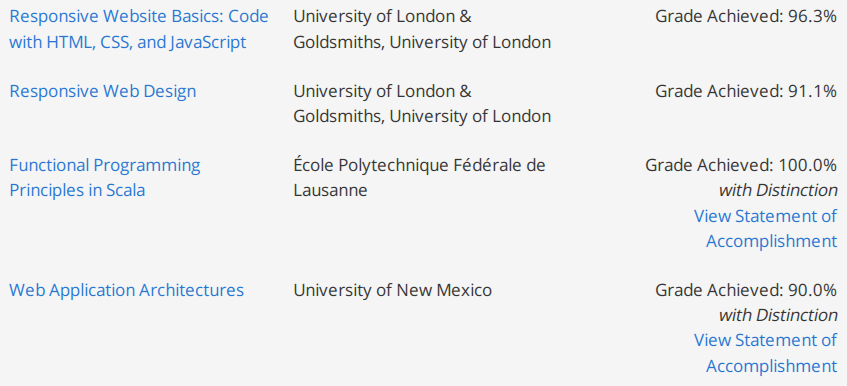 Responsive Website Basics: Code
with HTML, CSS, and JavaScript
University of London &
Goldsmiths, University of London
Grade Achieved: 96.3%
Responsive Web Design
University of London &
Goldsmiths, University of London
Grade Achieved: 91.1%
Functional Programming
Principles in Scala
École Polytechnique Fédérale de
Lausanne
Grade Achieved: 100.0%
with Distinction
View Statement of
Accomplishment
Web Application Architectures
University of New Mexico
Grade Achieved: 90.0%
with Distinction
View Statement of
Accomplishment